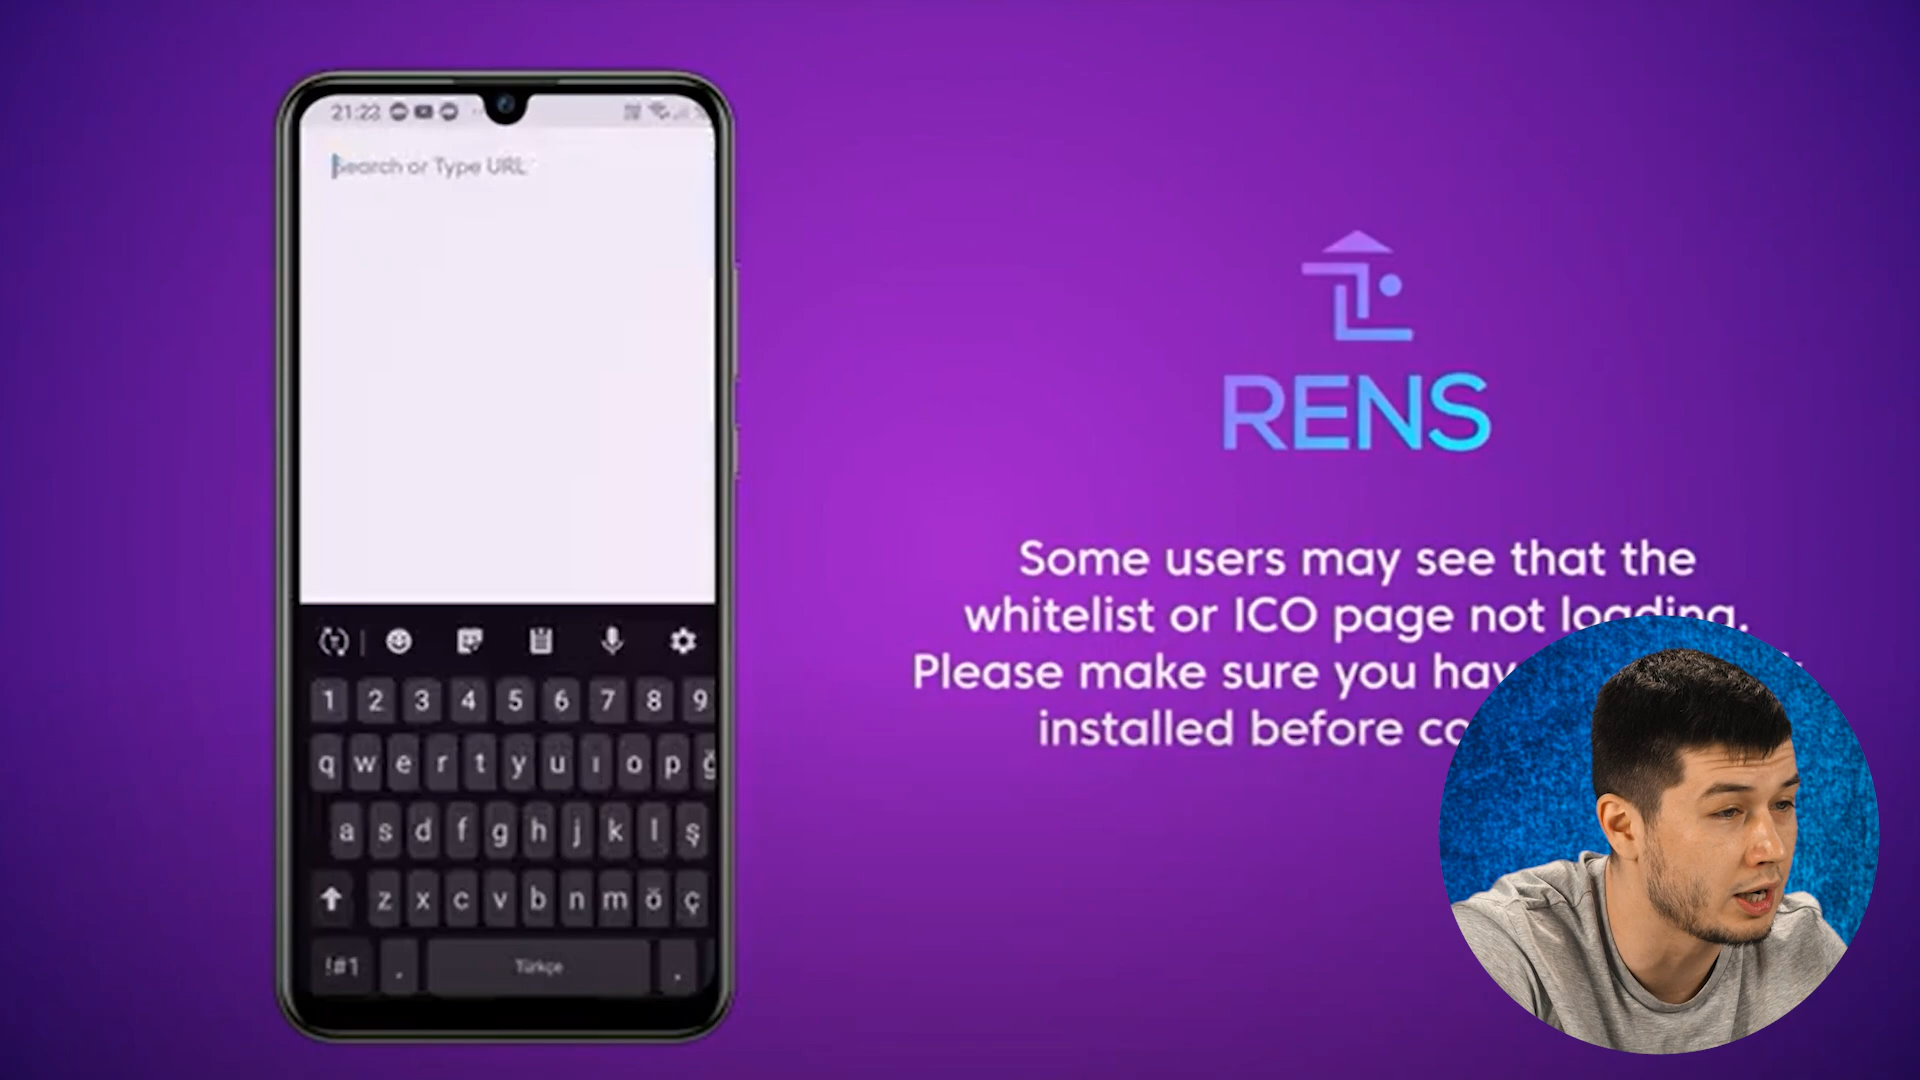 21:22
Search or Type URL
RENS
Some users may see that the
whitelist or ICO page not loading.
Please make sure you hav
installed before co
1 2 3 4 5 6 7 8 9
q w e r t y u ı o p ğ
a s d f g h j k l ş
z x c v b n m ö ç
!#1 , Türkçe .